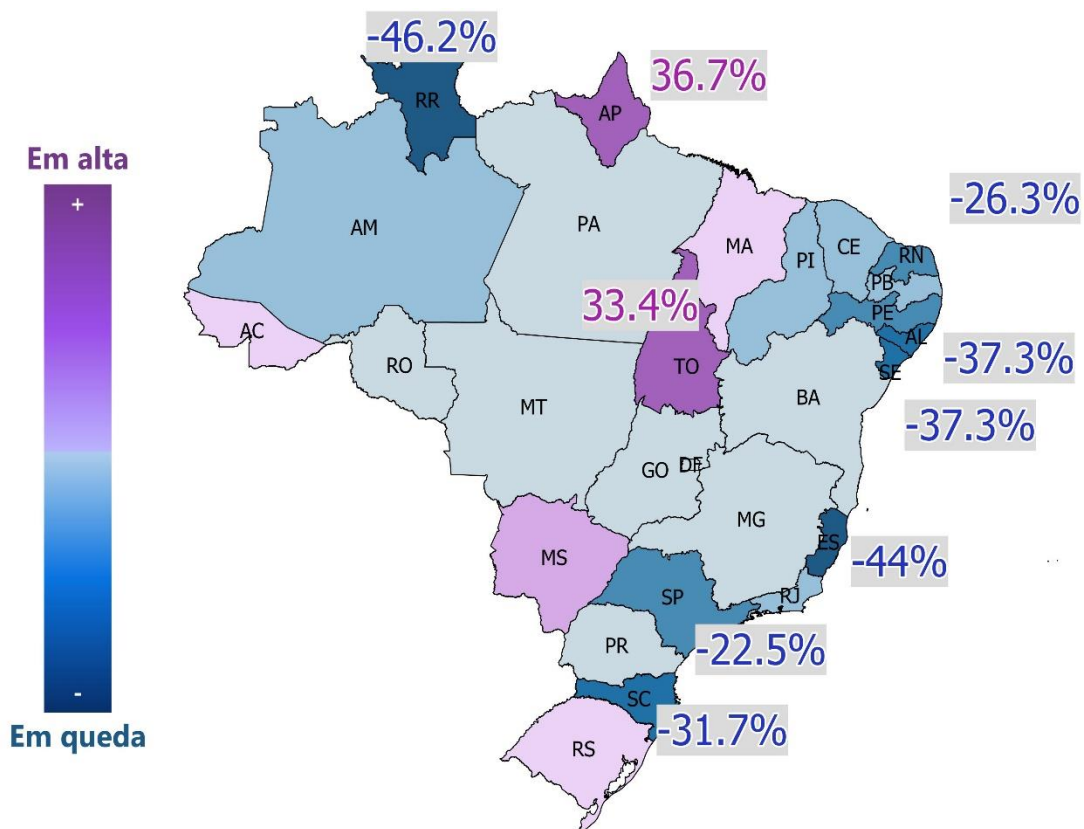 -46.2%
36.7%
RR
AP
Em alta
+
-26.3%
AM
PA
MA
CE
PI
RN
PB
33.4%
PE
AC
AL
RO
TO
SE
-37.3%
MT
BA
-37.3%
GO
DF
MG
ES
-44%
MS
SP
RJ
PR
-22.5%
-
SC
Em queda
-31.7%
RS